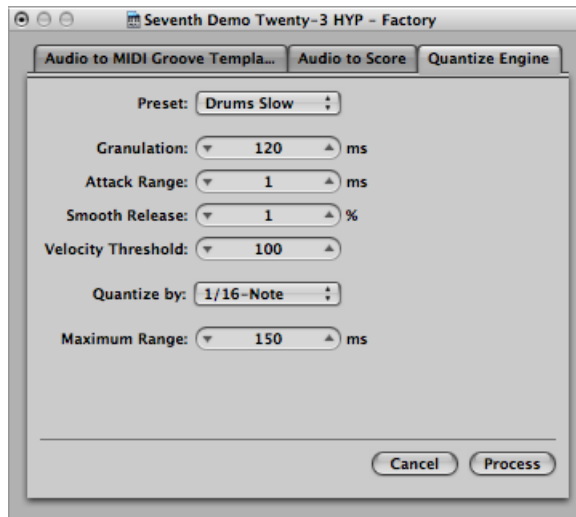 Seventh Demo Twenty-3 HYP - Factory
Audio to MIDI Groove Templa... Audio to Score Quantize Engine
Preset: Drums Slow
Granulation: 120 ms
Attack Range: 1 ms
Smooth Release: 1 %
Velocity Threshold: 100
Quantize by: 1/16-Note
Maximum Range: 150 ms
Cancel Process